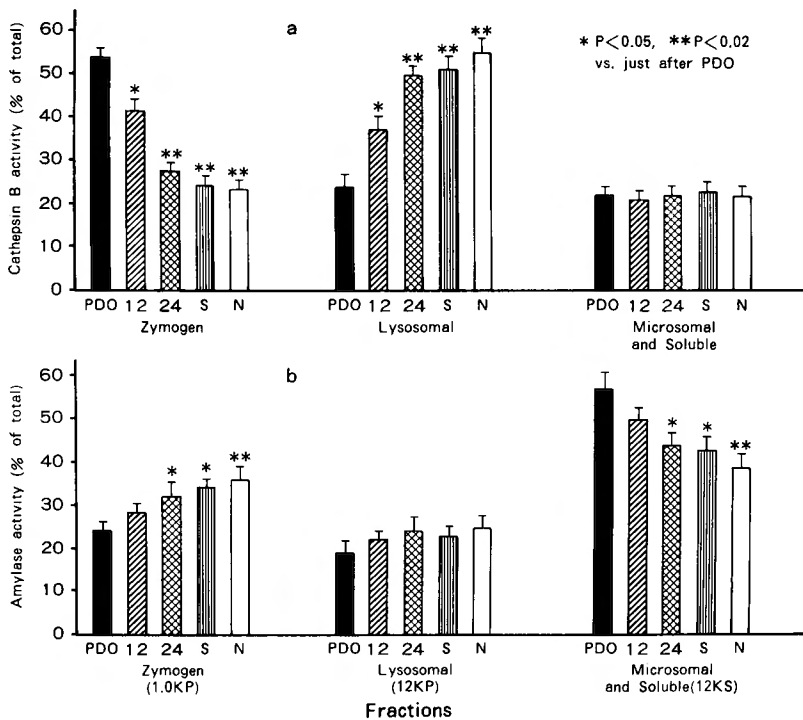 a
* P<0.05, **P<0.02
vs. just after PDO
Cathepsin B activity (% of total)
60
50
40
30
20
10
0
*
**
**
**
*
**
**
**
PDO 12 24 S N
PDO 12 24 S N
PDO 12 24 S N
Zymogen
Lysosomal
Microsomal
and Soluble
b
Amylase activity (% of total)
60
50
40
30
20
10
0
*
*
**
*
*
**
PDO 12 24 S N
PDO 12 24 S N
PDO 12 24 S N
Zymogen
(1.0KP)
Lysosomal
(12KP)
Microsomal
and Soluble(12KS)
Fractions